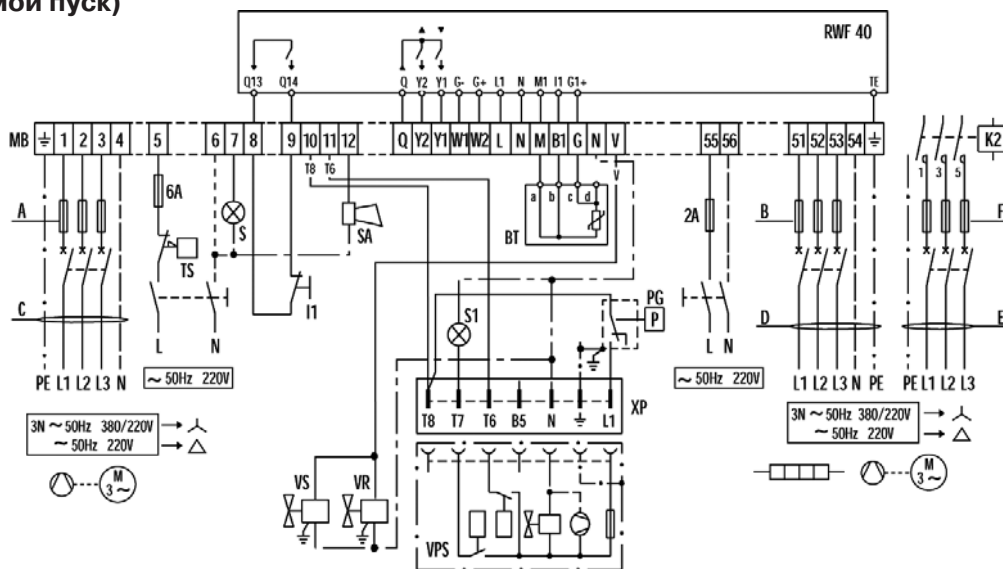 мой пуск)
RWF 40
Q13 Q14 Q Y2 Y1 G- G+ L1 N M1 I1 G1+ TE
MB 1 2 3 4 5 6 7 8 9 10 11 12 Q Y2 Y1 W1 W2 L N M B1 G N V 55 56 51 52 53 54
K2
T8 T6 V
1 3 5
6A
a b c d
A S SA BT 2A B F
TS
I1
C S1 PG D E
P
L N L N
PE L1 L2 L3 N L1 L2 L3 N PE PE L1 L2 L3
~ 50Hz 220V
~ 50Hz 220V
T8 T7 T6 B5 N L1 XP
3N ~ 50Hz 380/220V
~ 50Hz 220V
3N ~ 50Hz 380/220V
~ 50Hz 220V
M
3 ~
M
3 ~
VS VR
VPS